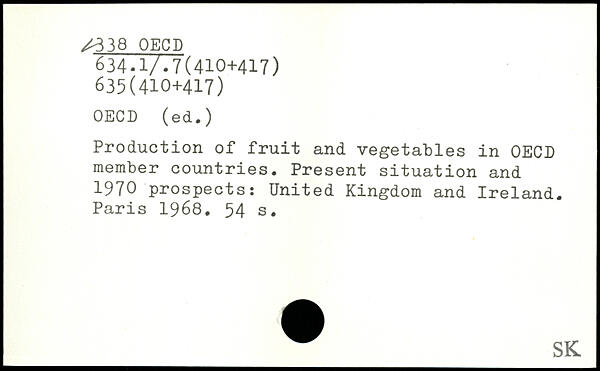 338 OECD
634.1/.7(410+417)
635(410+417)
OECD (ed.)
Production of fruit and vegetables in OECD
member countries. Present situation and
1970 prospects: United Kingdom and Ireland.
Paris 1968. 54 s.
SK